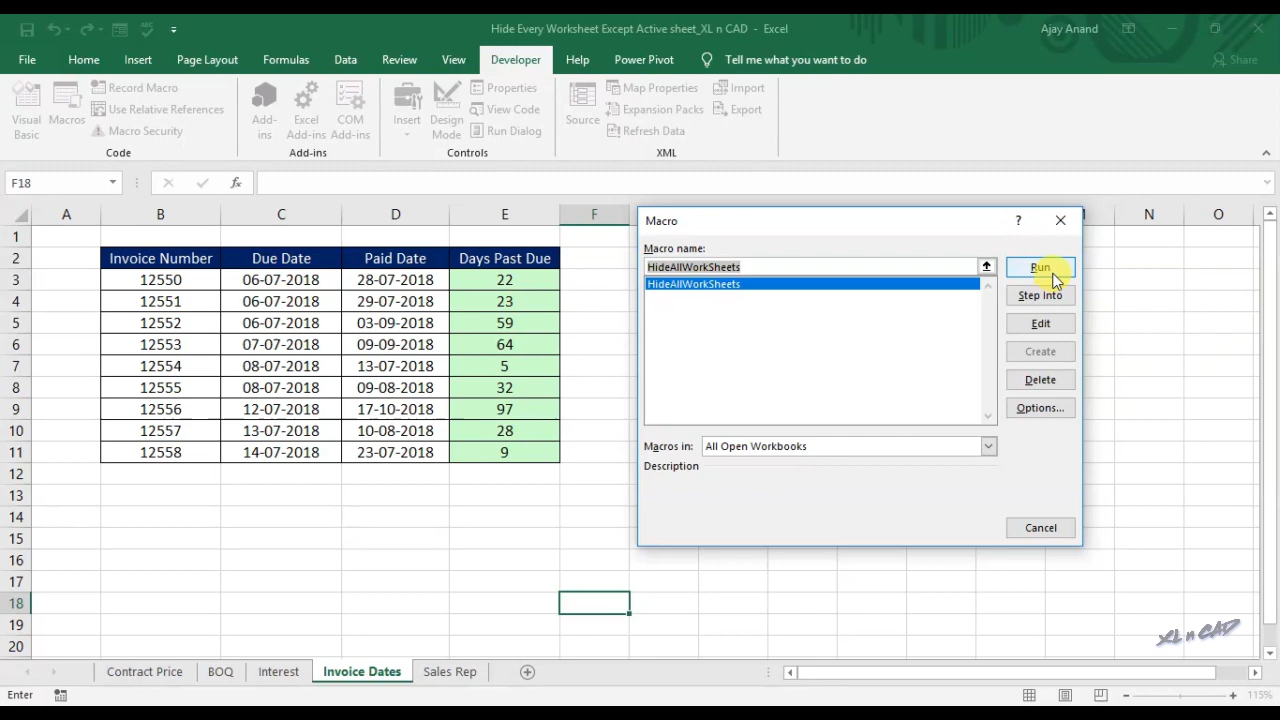 Hide Every Worksheet Except Active sheet_XL n CAD - Excel
Ajay Anand
File Home Insert Page Layout Formulas Data Review View Developer Help Power Pivot Tell me what you want to do Share
Visual Basic
Macros
Record Macro
Use Relative References
Macro Security
Code
Add-ins
Excel Add-ins
COM Add-ins
Add-ins
Insert
Design Mode
Properties
View Code
Run Dialog
Controls
Source
Map Properties
Expansion Packs
Refresh Data
Import
Export
XML
F18 fx
A B C D E F M N O
1
2 Invoice Number Due Date Paid Date Days Past Due
3 12550 06-07-2018 28-07-2018 22
4 12551 06-07-2018 29-07-2018 23
5 12552 06-07-2018 03-09-2018 59
6 12553 07-07-2018 09-09-2018 64
7 12554 08-07-2018 13-07-2018 5
8 12555 08-07-2018 09-08-2018 32
9 12556 12-07-2018 17-10-2018 97
10 12557 13-07-2018 10-08-2018 28
11 12558 14-07-2018 23-07-2018 9
12
13
14
15
16
17
18
19
20
Macro ?
Macro name:
HideAllWorkSheets
HideAllWorkSheets
Run
Step Into
Edit
Create
Delete
Options...
Macros in: All Open Workbooks
Description
Cancel
XL n CAD
Contract Price BOQ Interest Invoice Dates Sales Rep
Enter 115%